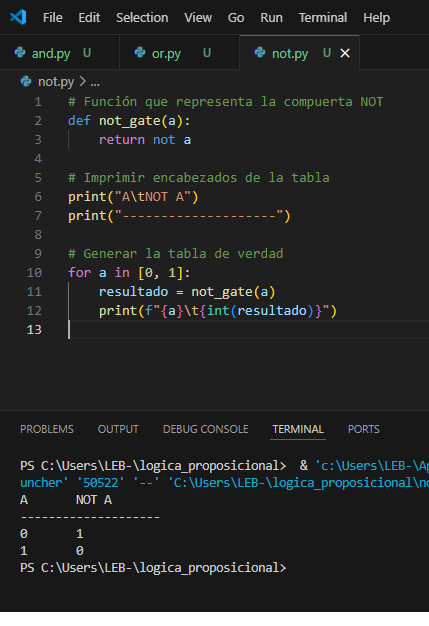 File Edit Selection View Go Run Terminal Help
and.py U or.py U not.py U
not.py > ...
1 # Función que representa la compuerta NOT
2 def not_gate(a):
3     return not a
4
5 # Imprimir encabezados de la tabla
6 print("A\tNOT A")
7 print("--------------------")
8
9 # Generar la tabla de verdad
10 for a in [0, 1]:
11     resultado = not_gate(a)
12     print(f"{a}\t{int(resultado)}")
13
PROBLEMS OUTPUT DEBUG CONSOLE TERMINAL PORTS
PS C:\Users\LEB-\logica_proposicional>  & 'c:\Users\LEB-\Ap
uncher' '50522' '--' 'C:\Users\LEB-\logica_proposicional\no
A       NOT A
--------------------
0       1
1       0
PS C:\Users\LEB-\logica_proposicional>